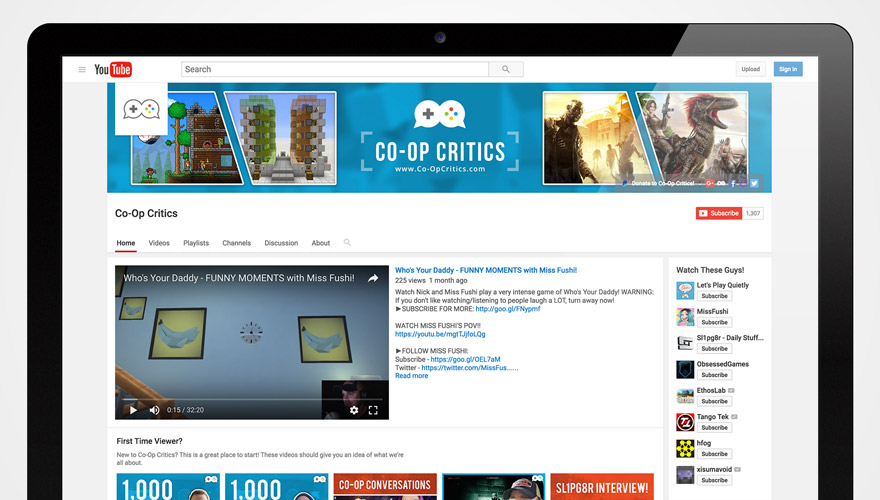 YouTube
Search
Upload
Sign in
CO-OP CRITICS
www.Co-OpCritics.com
Donate to Co-Op Critics!
Co-Op Critics
Subscribe 1,307
Home Videos Playlists Channels Discussion About
Who's Your Daddy - FUNNY MOMENTS with Miss Fushi!
0:15 / 32:20
Who's Your Daddy - FUNNY MOMENTS with Miss Fushi!
225 views 1 month ago
Watch Nick and Miss Fushi play a very intense game of Who's Your Daddy! WARNING:
If you don't like watching/listening to people laugh a LOT, turn away now!
►SUBSCRIBE FOR MORE: http://goo.gl/FNypmf
WATCH MISS FUSHI'S POV!!
https://youtu.be/mgtTJjfoLQg
►FOLLOW MISS FUSHI:
Subscribe - https://goo.gl/OEL7aM
Twitter - https://twitter.com/MissFus......
Read more
Watch These Guys!
Let's Play Quietly
Subscribe
MissFushi
Subscribe
Sl1pg8r - Daily Stuff...
Subscribe
ObsessedGames
Subscribe
EthosLab
Subscribe
Tango Tek
Subscribe
hfog
Subscribe
xisumavoid
Subscribe
First Time Viewer?
New to Co-Op Critics? This is a great place to start! These videos should give you an idea of what we're
all about.
1,000
1,000
CO-OP CONVERSATIONS
SL1PG8R INTERVIEW!